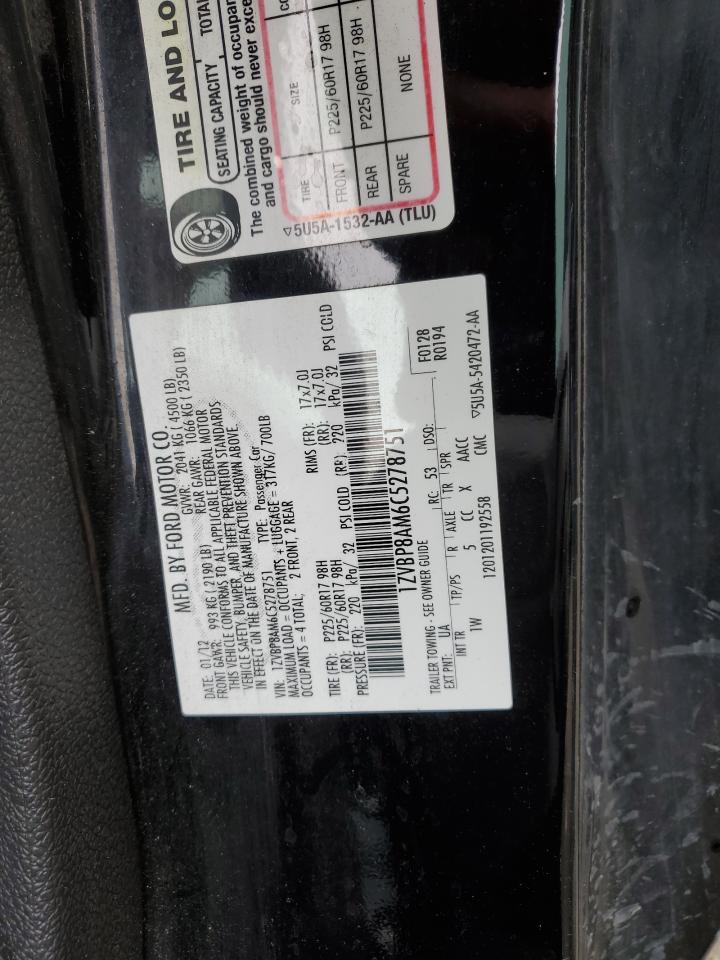 MFD. BY FORD MOTOR CO.
DATE: 01/12 GVWR: 2041 KG ( 4500 LB)
FRONT GAWR: 993 KG ( 2190 LB) REAR GAWR: 1066 KG ( 2350 LB)
THIS VEHICLE CONFORMS TO ALL APPLICABLE FEDERAL MOTOR
VEHICLE SAFETY, BUMPER, AND THEFT PREVENTION STANDARDS
IN EFFECT ON THE DATE OF MANUFACTURE SHOWN ABOVE.
VIN: 1ZVBP8AM6C5278751 TYPE: Passenger Car
MAXIMUM LOAD = OCCUPANTS + LUGGAGE = 317KG/ 700LB
OCCUPANTS = 4 TOTAL; 2 FRONT, 2 REAR
TIRE (FR): P225/60R17 98H RIMS (FR): 17x7.0J
(RR): P225/60R17 98H (RR): 17x7.0J
PRESSURE (FR): 220 kPa/ 32 PSI COLD (RR) 220 kPa/ 32 PSI COLD
1ZVBP8AM6C5278751
TRAILER TOWING - SEE OWNER GUIDE F0128
EXT PNT: UA RC: 53 DSO: R0194
INT TR TP/PS R AXLE TR SPR
1W 5 CC X AACC
CMC
1201201192558 ▽5U5A-5420472-AA
TIRE AND LO
SEATING CAPACITY TOTA
The combined weight of occupan
and cargo should never exce
TIRE SIZE CO
FRONT P225/60R17 98H
REAR P225/60R17 98H
SPARE NONE
▽5U5A-1532-AA (TLU)